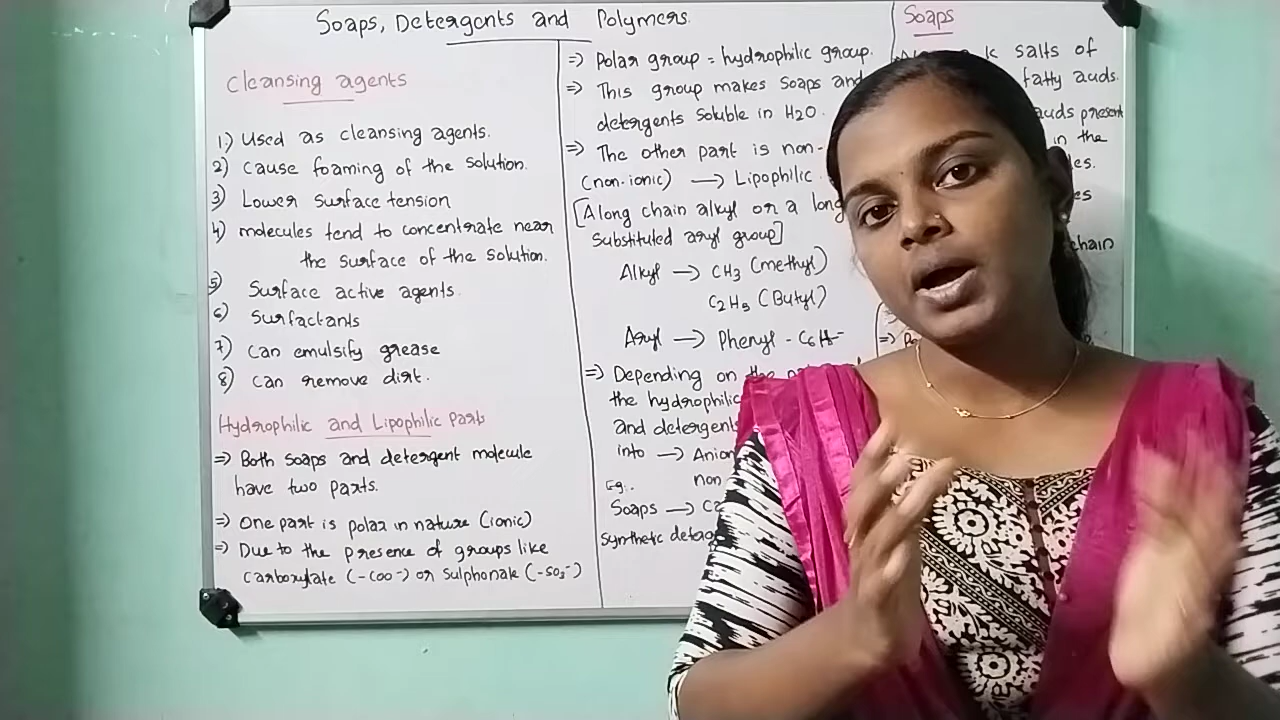 Soaps, Detergents and Polymers.
Cleansing agents
1) Used as cleansing agents.
2) Cause foaming of the solution.
3) Lower Surface tension
4) molecules tend to concentrate near
the surface of the solution.
5) Surface active agents.
6) Surfactants
7) Can emulsify grease
8) Can remove dirt.
Hydrophilic and Lipophilic Parts
=> Both soaps and detergent molecule
have two parts.
=> One part is polar in nature (ionic)
=> Due to the presence of groups like
carboxylate (-COO-) or Sulphonate (-SO3-)
=> Polar group = hydrophilic group.
=> This group makes Soaps and
detergents Soluble in H2O.
=> The other part is non-
(non-ionic) → Lipophilic
[A long chain alkyl or a long
Substituted aryl group]
Alkyl → CH3 (methyl)
C2H5 (Butyl)
Aryl → Phenyl - C6H-
=> Depending on the
the hydrophilic
and detergents
into → Anion
non
Eg:.
Soaps →
Synthetic
Soaps
k salts of
fatty acids.
acids present
in the
chain
=>